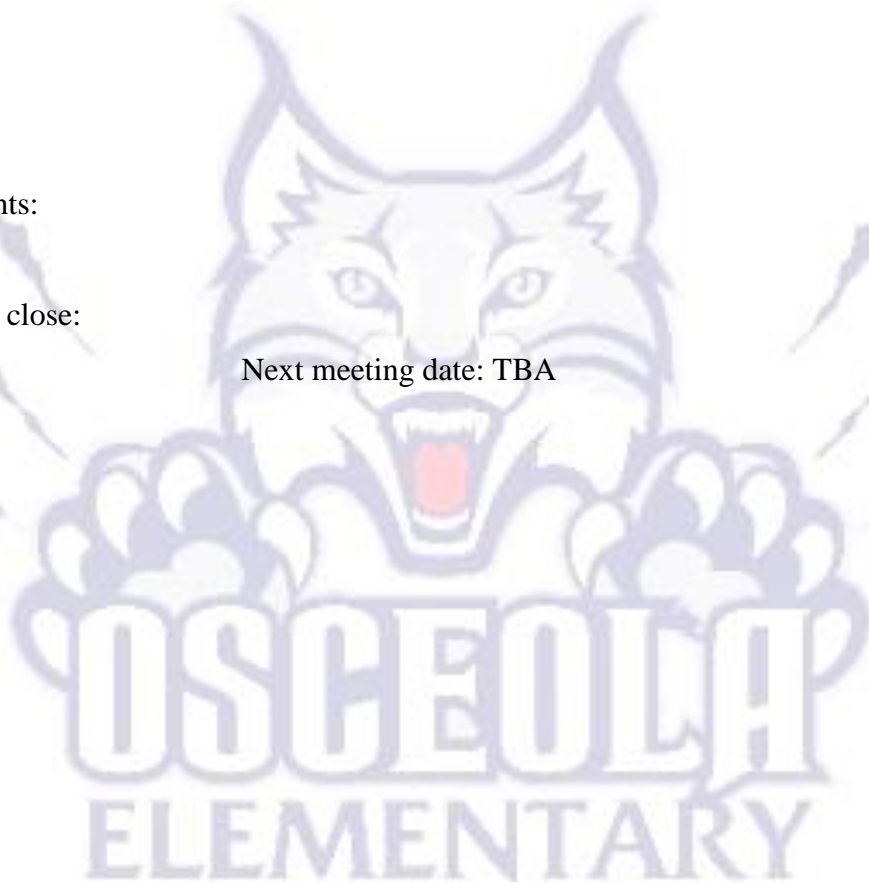 nts:
close:
Next meeting date: TBA
OSCEOLA
ELEMENTARY